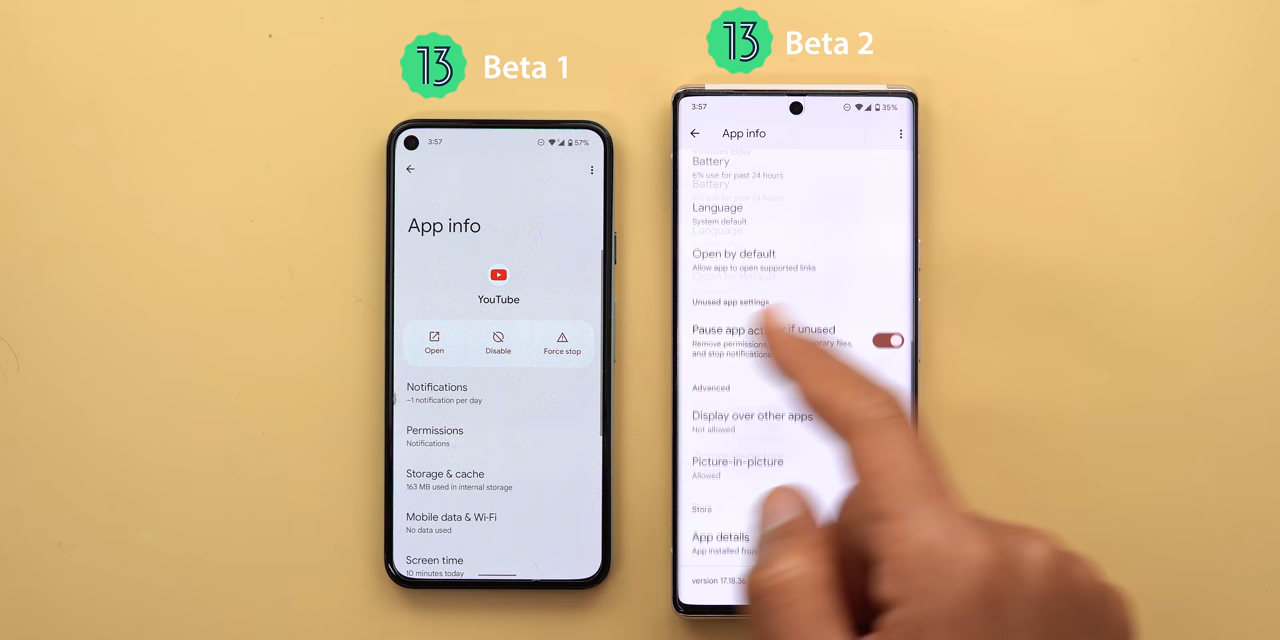 13 Beta 1
3:57
57%
App info
YouTube
Open
Disable
Force stop
Notifications
~1 notification per day
Permissions
Notifications
Storage & cache
163 MB used in internal storage
Mobile data & Wi-Fi
No data used
Screen time
10 minutes today
13 Beta 2
3:57
35%
App info
minutes today
Battery
6% use for past 24 hours
Language
System default
Open by default
Allow app to open supported links
Unused app settings
Pause app if unused
Remove permissions, files,
and stop notifications
Advanced
Display over other apps
Not allowed
Picture-in-picture
Allowed
Store
App details
App installed from
version 17.18.3